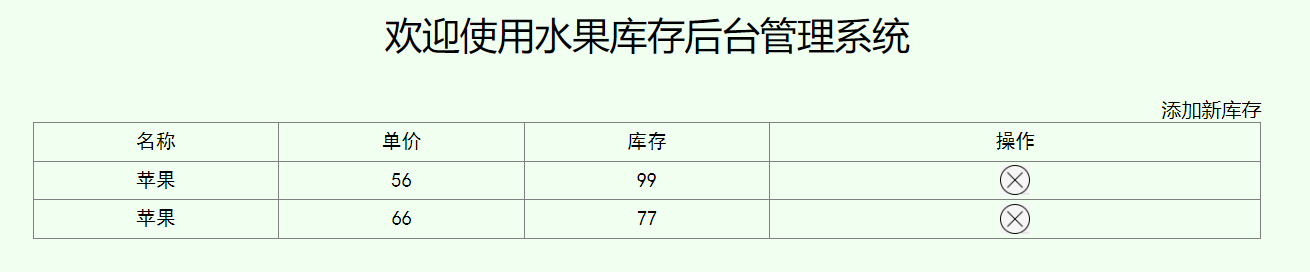 欢迎使用水果库存后台管理系统
添加新库存
名称 单价 库存 操作
苹果 56 99
苹果 66 77